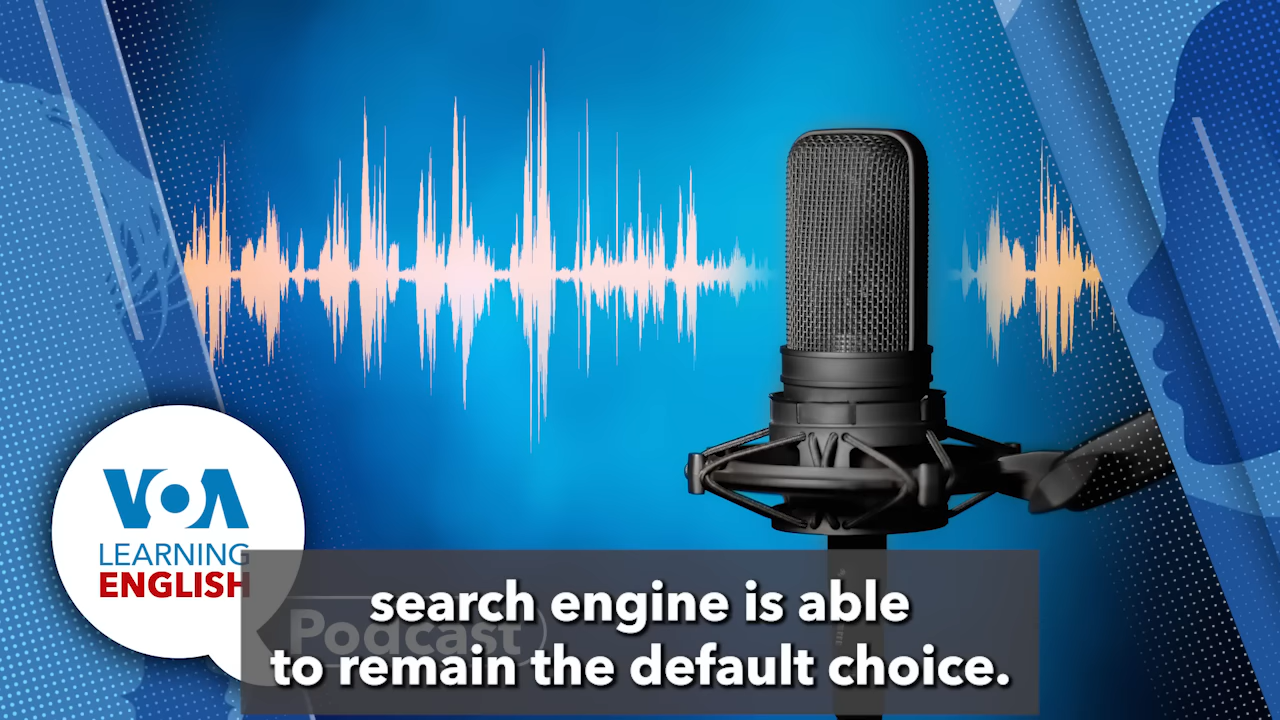 VOA
LEARNING
ENGLISH
Podcast
search engine is able
to remain the default choice.